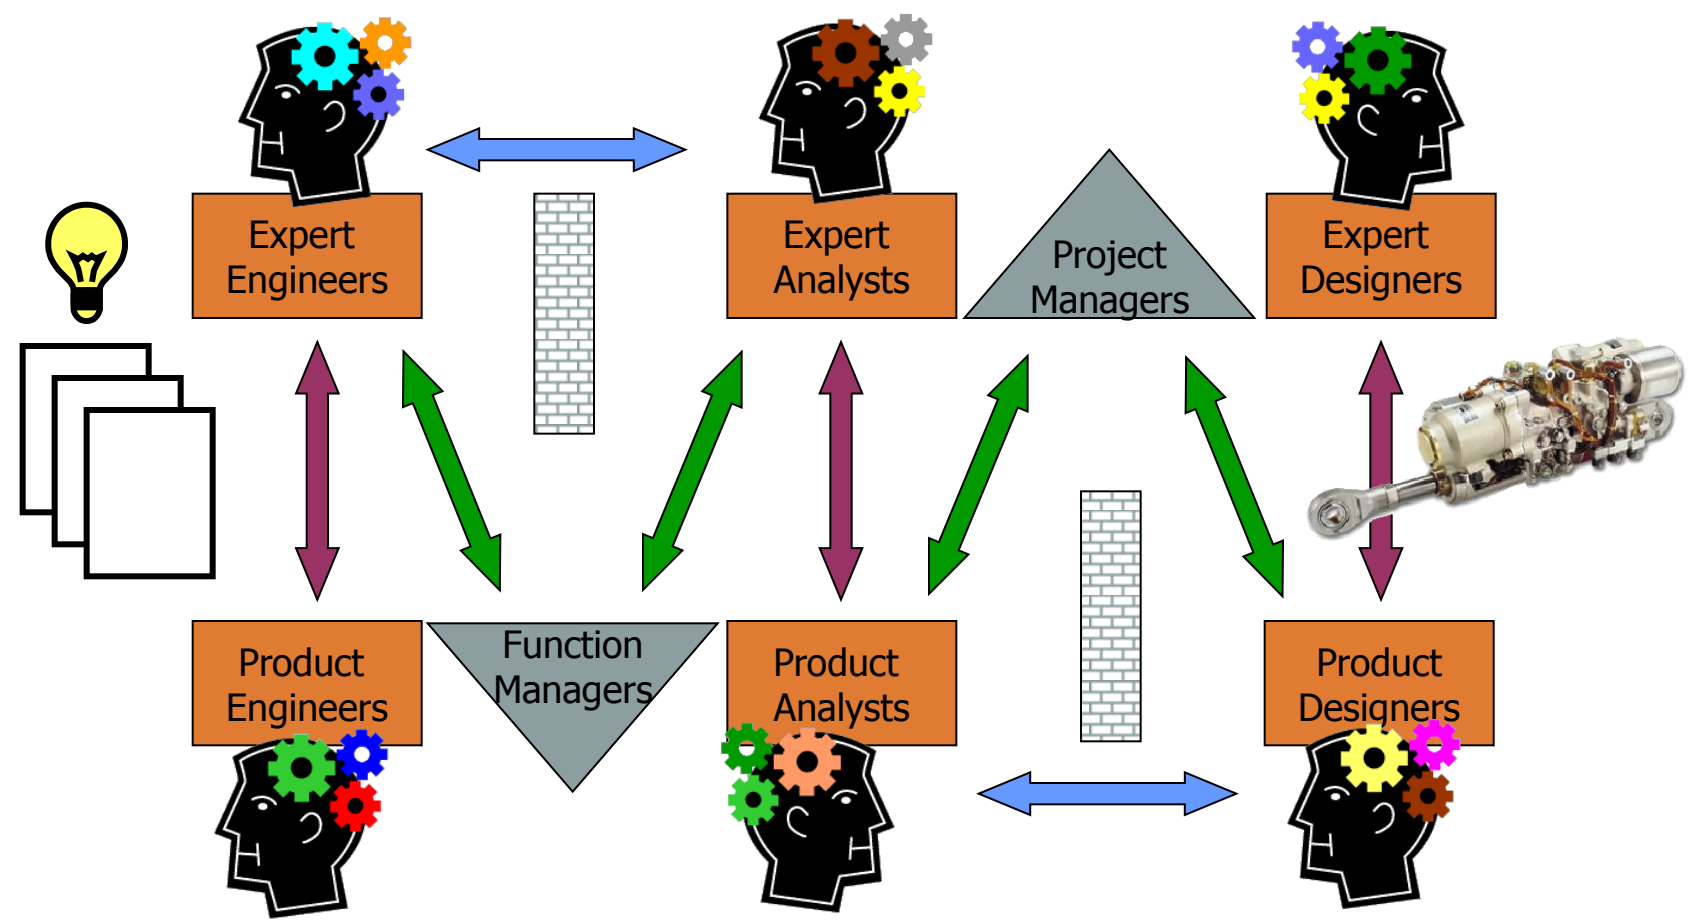 Expert
Engineers
Expert
Analysts
Project
Managers
Expert
Designers
Product
Engineers
Function
Managers
Product
Analysts
Product
Designers